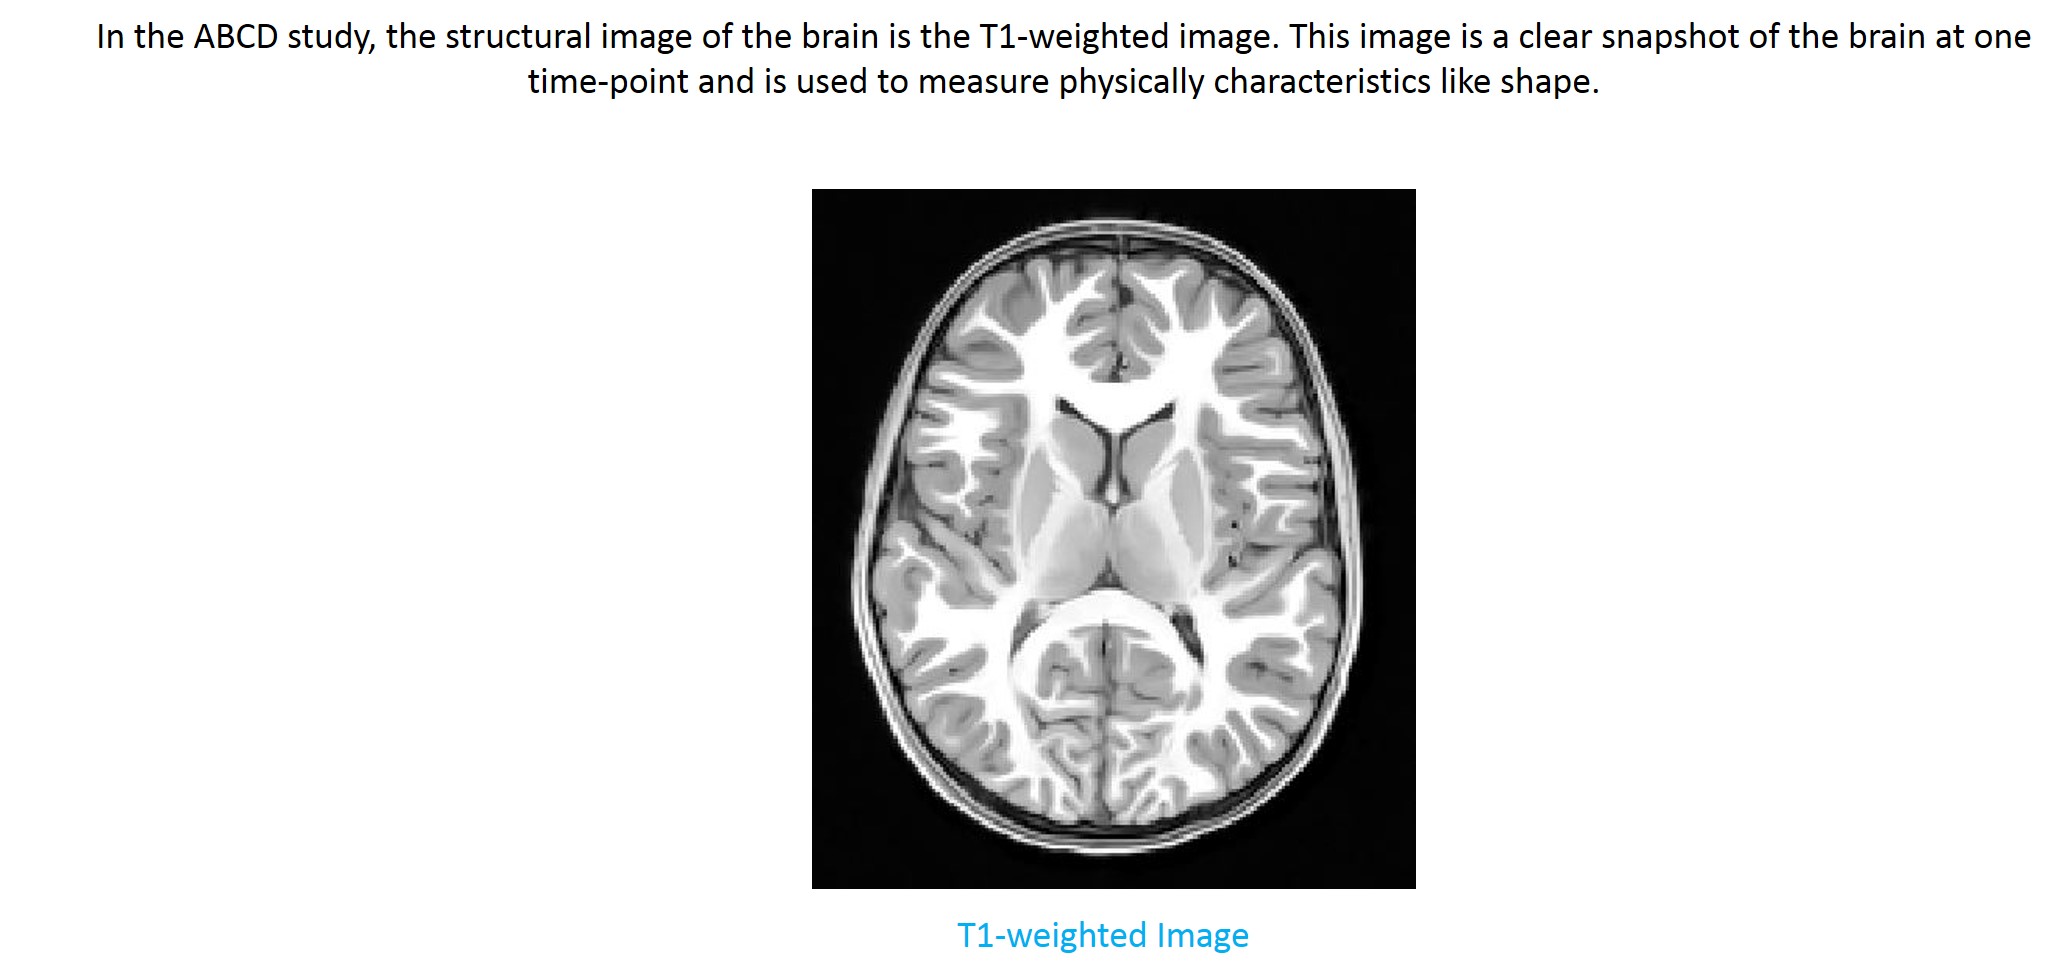 In the ABCD study, the structural image of the brain is the T1-weighted image. This image is a clear snapshot of the brain at one
time-point and is used to measure physically characteristics like shape.
T1-weighted Image